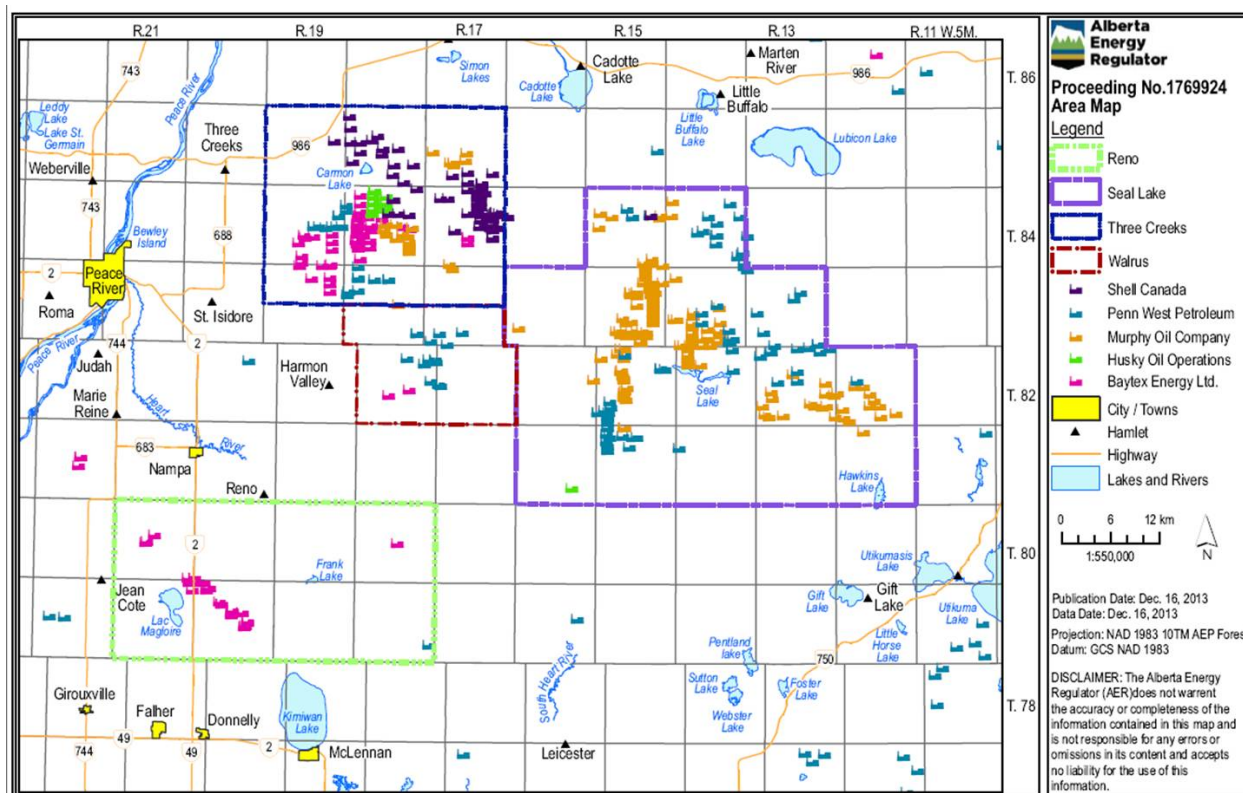 R.21
R.19
R.17
R.15
R.13
R.11 W.5M.
T.86
T.84
T.82
T.80
T.78
743
Peace River
Leddy
Lake
Lake St.
Germain
Weberville
743
Three
Creeks
986
688
Simon
Lakes
Carmon
Lake
Cadotte
Lake
Cadotte
Lake
Marten
River
986
Little
Buffalo
Little
Buffalo
Lake
Lubicon Lake
Bewley
Island
2
Peace
River
Roma
Peace River
St. Isidore
744
2
Judah
Harmon
Valley
Marie
Reine
Heart
River
683
Nampa
Seal
Lake
Hawkins
Lake
Reno
2
Frank
Lake
Jean
Cote
Lac
Magloire
Utikumasis
Lake
Gift
Lake
Gift
Lake
Utikuma
Lake
Little
Horse
Lake
750
Pentland
lake
South Heart River
Sutton
Lake
Foster
Lake
Webster
Lake
Girouxville
Falher
Donnelly
Kimiwan
Lake
744
49
49
2
McLennan
Leicester
Alberta
Energy
Regulator
Proceeding No.1769924
Area Map
Legend
Reno
Seal Lake
Three Creeks
Walrus
Shell Canada
Penn West Petroleum
Murphy Oil Company
Husky Oil Operations
Baytex Energy Ltd.
City / Towns
Hamlet
Highway
Lakes and Rivers
0 6 12 km
1:550,000
N
Publication Date: Dec. 16, 2013
Data Date: Dec. 16, 2013
Projection: NAD 1983 10TM AEP Fores
Datum: GCS NAD 1983
DISCLAIMER: The Alberta Energy
Regulator (AER)does not warrent
the accuracy or completeness of the
information contained in this map and
is not responsible for any errors or
omissions in its content and accepts
no liability for the use of this
information.